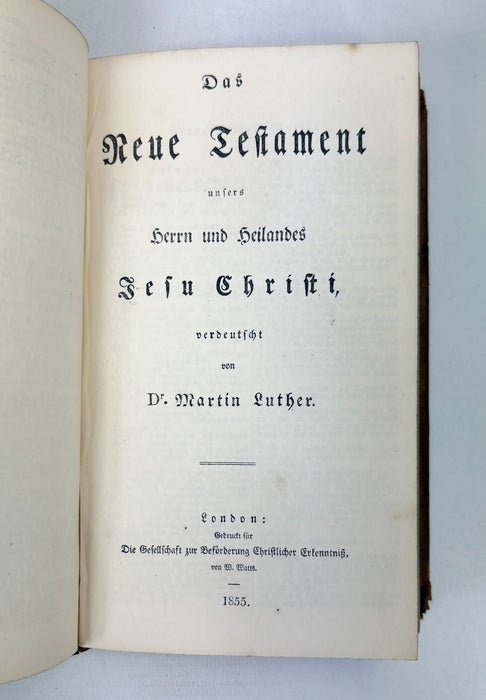 Das
Neue Testament
unsers
Herrn und Heilandes
Jesu Christi,
verdeutscht
von
Dr. Martin Luther.
London:
Gedruckt für
Die Gesellschaft zur Beförderung Christlicher Erkenntniß,
von W. Watts.
1855.